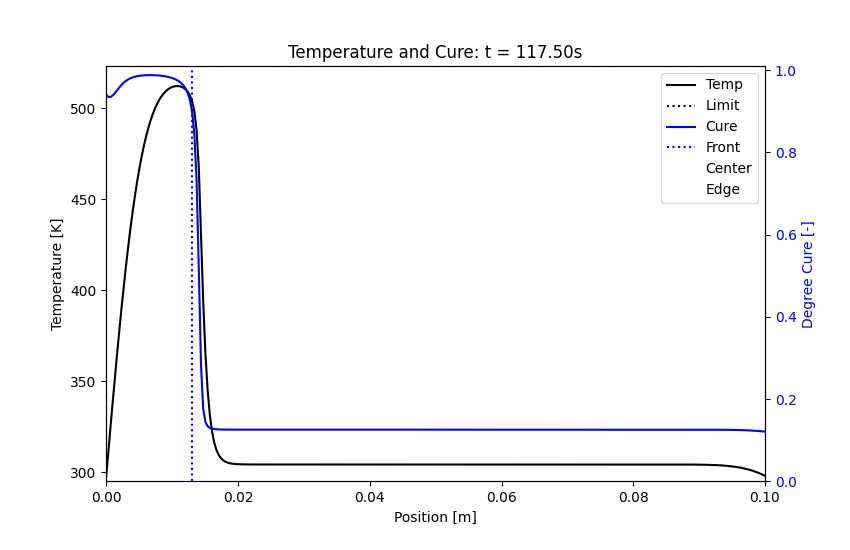 Temperature and Cure: t = 117.50s
Temp
Limit
Cure
Front
Center
Edge
Temperature [K]
500
450
400
350
300
Degree Cure [-]
1.0
0.8
0.6
0.4
0.2
0.0
0.00 0.02 0.04 0.06 0.08 0.10
Position [m]